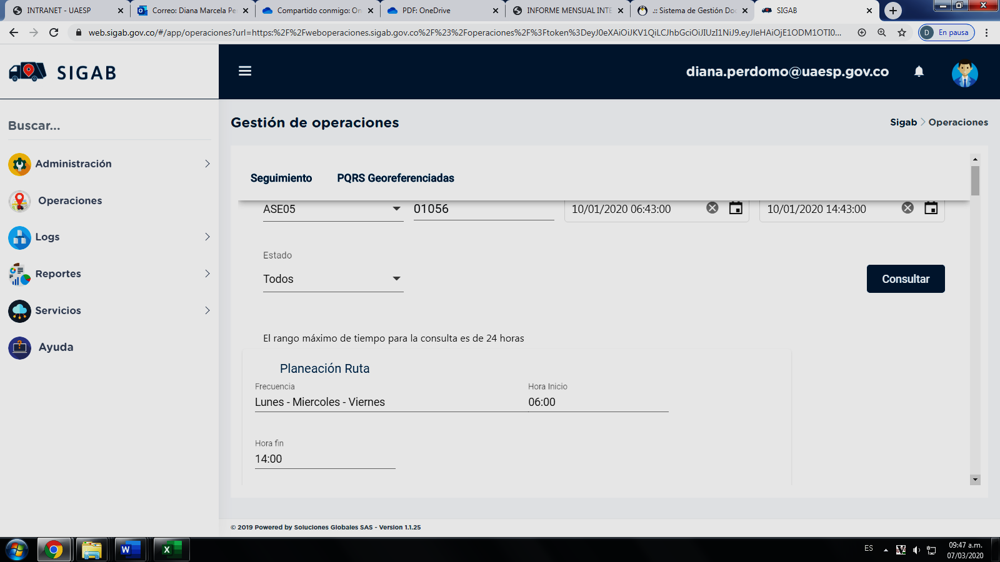 INTRANET - UAESP
Correo: Diana Marcela Pe
Compartido conmigo: On
PDF: OneDrive
INFORME MENSUAL INTE
.:: Sistema de Gestión Doc
SIGAB
web.sigab.gov.co/#/app/operaciones?url=https:%2F%2Fweboperaciones.sigab.gov.co%2F%23%2Foperaciones%2F%3Ftoken%3DeyJ0eXAiOiJKV1QiLCJhbGciOiJIUzI1NiJ9.eyJleHAiOjE1ODM1OTI0...
D En pausa
SIGAB
diana.perdomo@uaesp.gov.co
Buscar...
Administración
Operaciones
Logs
Reportes
Servicios
Ayuda
Gestión de operaciones
Sigab > Operaciones
Seguimiento
PQRS Georeferenciadas
ASE05
01056
10/01/2020 06:43:00
10/01/2020 14:43:00
Estado
Todos
Consultar
El rango máximo de tiempo para la consulta es de 24 horas
Planeación Ruta
Frecuencia
Hora Inicio
Lunes - Miercoles - Viernes
06:00
Hora fin
14:00
© 2019 Powered by Soluciones Globales SAS - Version 1.1.25
ES
09:47 a.m.
07/03/2020